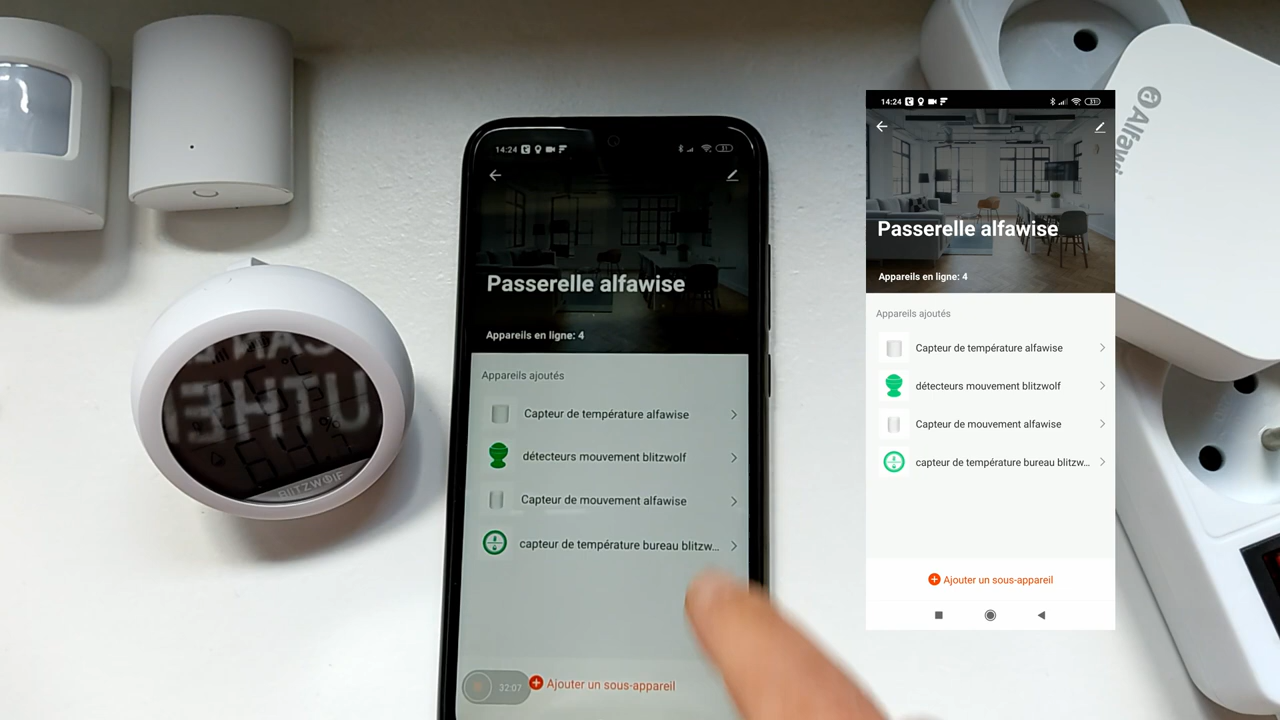 14:24
Passerelle alfawise
Appareils en ligne: 4
Appareils ajoutés
Capteur de température alfawise
détecteurs mouvement blitzwolf
Capteur de mouvement alfawise
capteur de température bureau blitzw...
32:07
Ajouter un sous-appareil
14:24
31
Passerelle alfawise
Appareils en ligne: 4
Appareils ajoutés
Capteur de température alfawise
détecteurs mouvement blitzwolf
Capteur de mouvement alfawise
capteur de température bureau blitzw...
Ajouter un sous-appareil
°C
%
BLITZWOLF
Alfawi